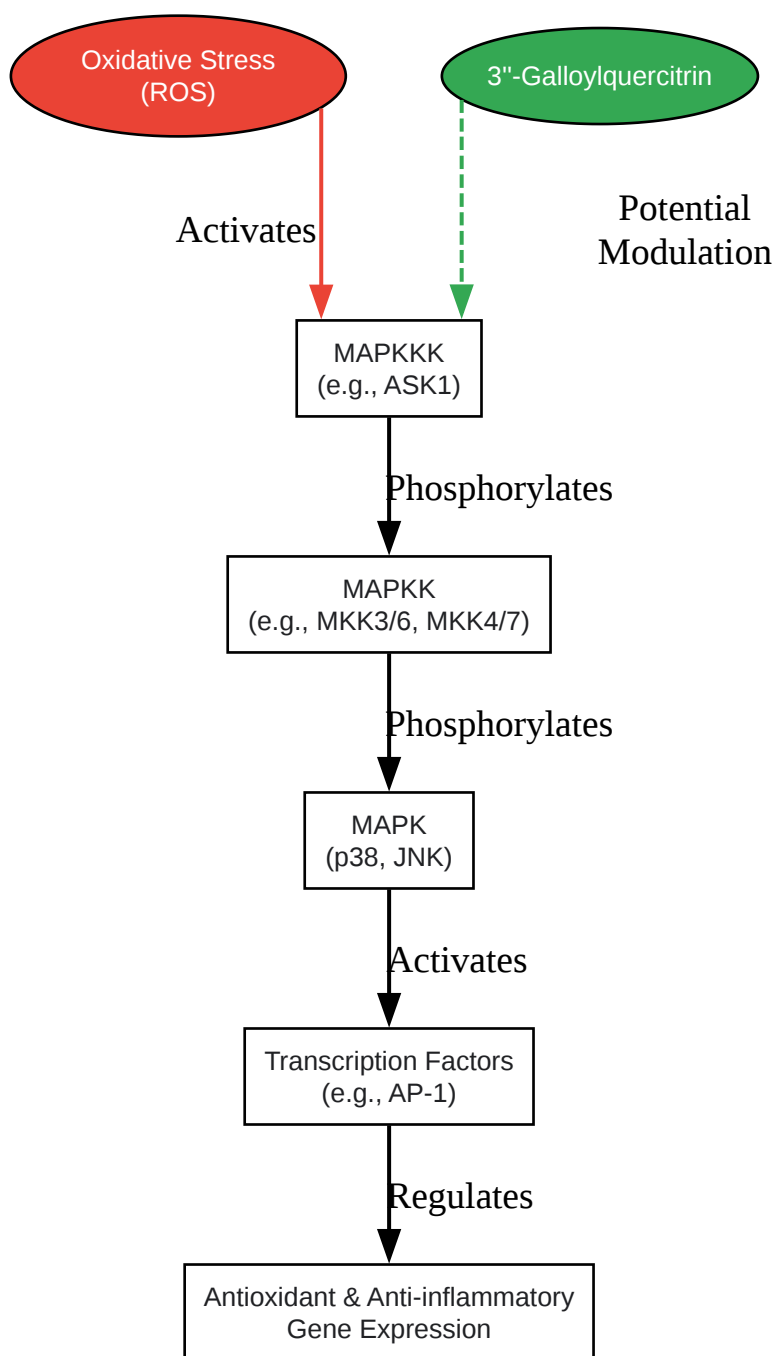 Oxidative Stress
(ROS)
3"-Galloylquercitrin
Activates
Potential
Modulation
MAPKKK
(e.g., ASK1)
Phosphorylates
MAPKK
(e.g., MKK3/6, MKK4/7)
Phosphorylates
MAPK
(p38, JNK)
Activates
Transcription Factors
(e.g., AP-1)
Regulates
Antioxidant & Anti-inflammatory
Gene Expression